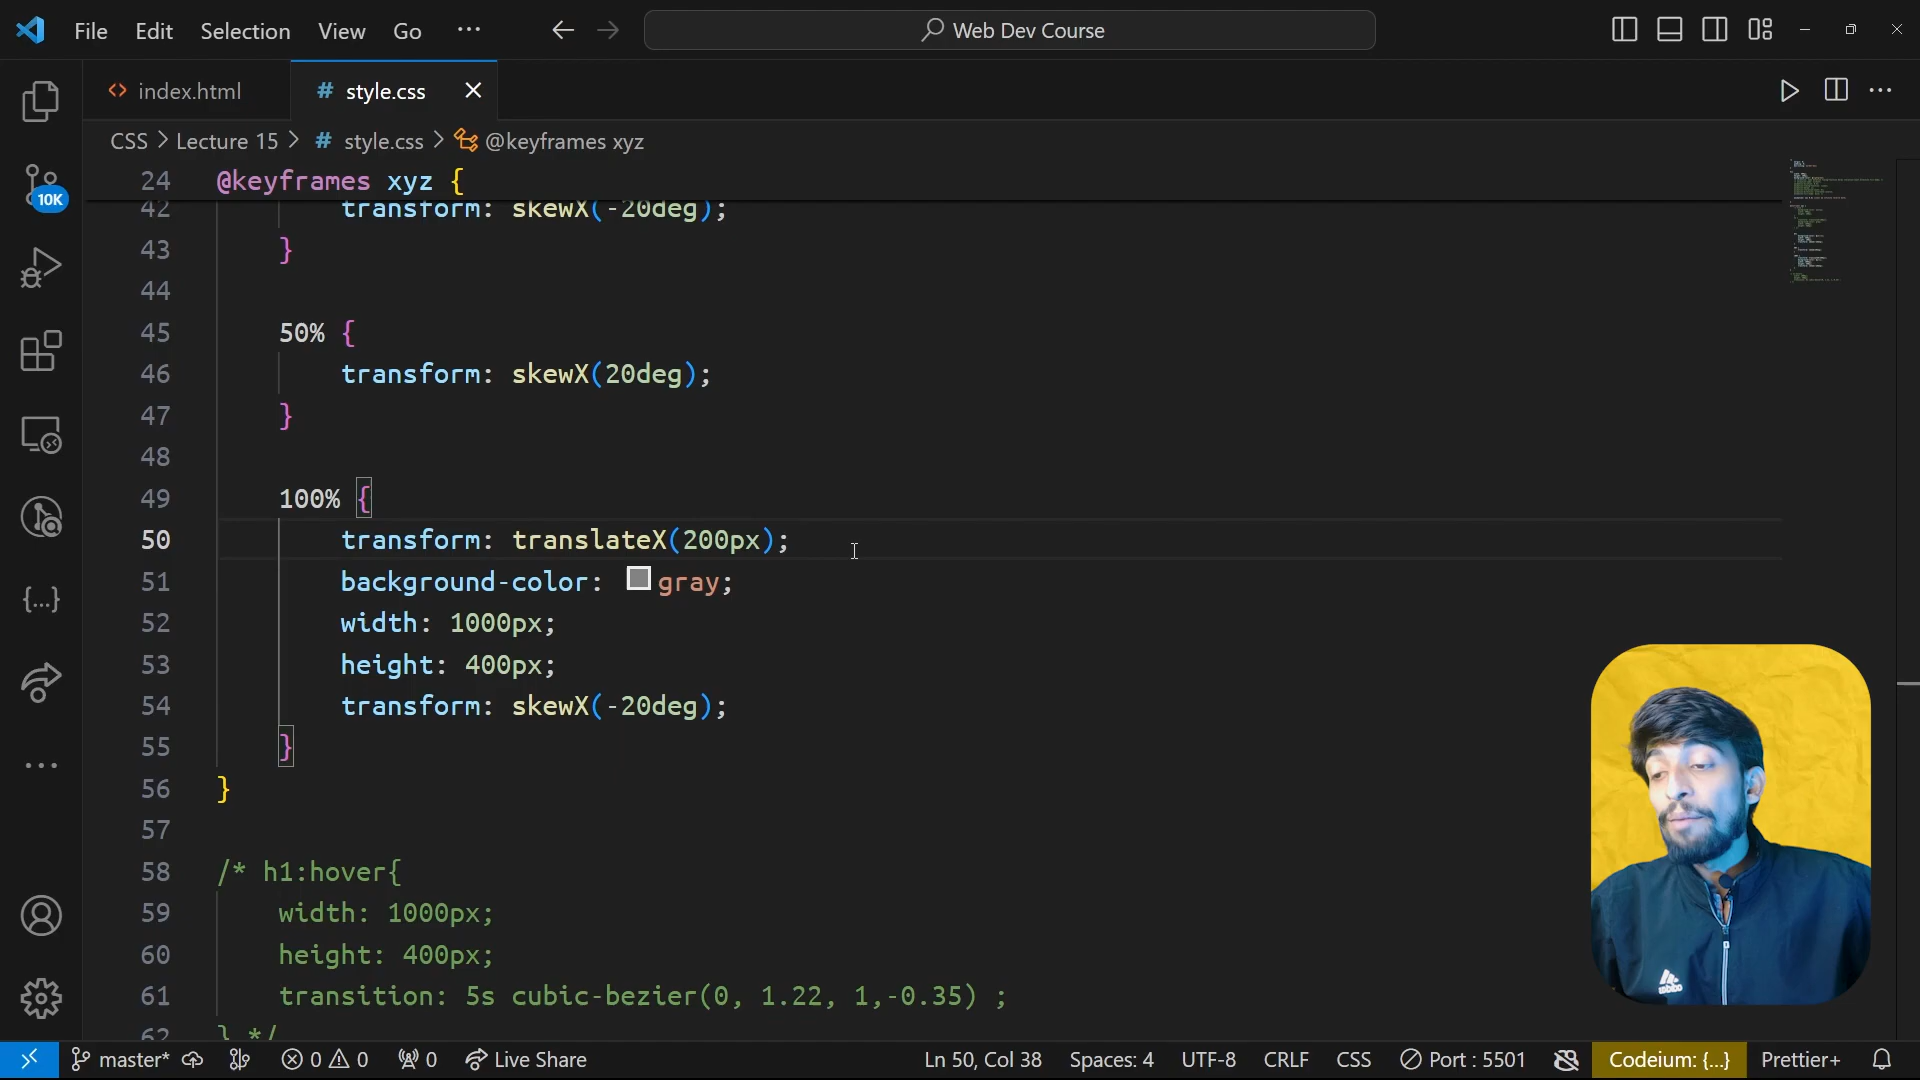 File Edit Selection View Go ··· Web Dev Course
index.html # style.css
10K
CSS > Lecture 15 > # style.css > @keyframes xyz
24 @keyframes xyz {
42 transform: skewX(-20deg);
43 }
44
45 50% {
46 transform: skewX(20deg);
47 }
48
49 100% {
50 transform: translateX(200px);
51 background-color: gray;
52 width: 1000px;
53 height: 400px;
54 transform: skewX(-20deg);
55 }
56 }
57
58 /* h1:hover{
59 width: 1000px;
60 height: 400px;
61 transition: 5s cubic-bezier(0, 1.22, 1,-0.35) ;
62 } */
master* 0 0 0 Live Share Ln 50, Col 38 Spaces: 4 UTF-8 CRLF CSS Port : 5501 Codeium: {...} Prettier+